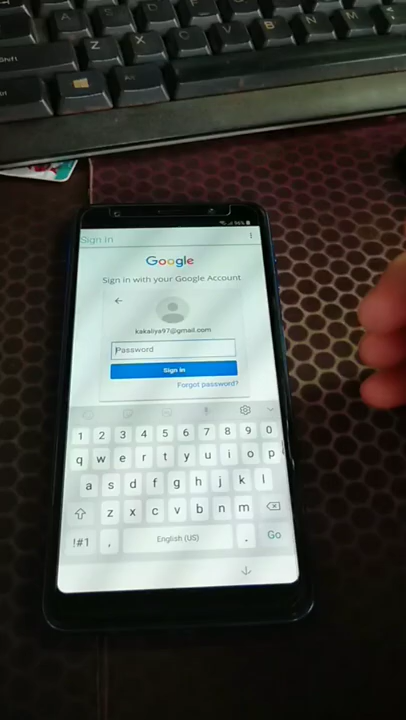 Z X C V B N M
Shift
Sign in
Google
Sign in with your Google Account
kakaliya97@gmail.com
Password
Sign in
Forgot password?
1 2 3 4 5 6 7 8 9 0
q w e r t y u i o p
a s d f g h j k l
z x c v b n m
!#1 , English (US) . Go